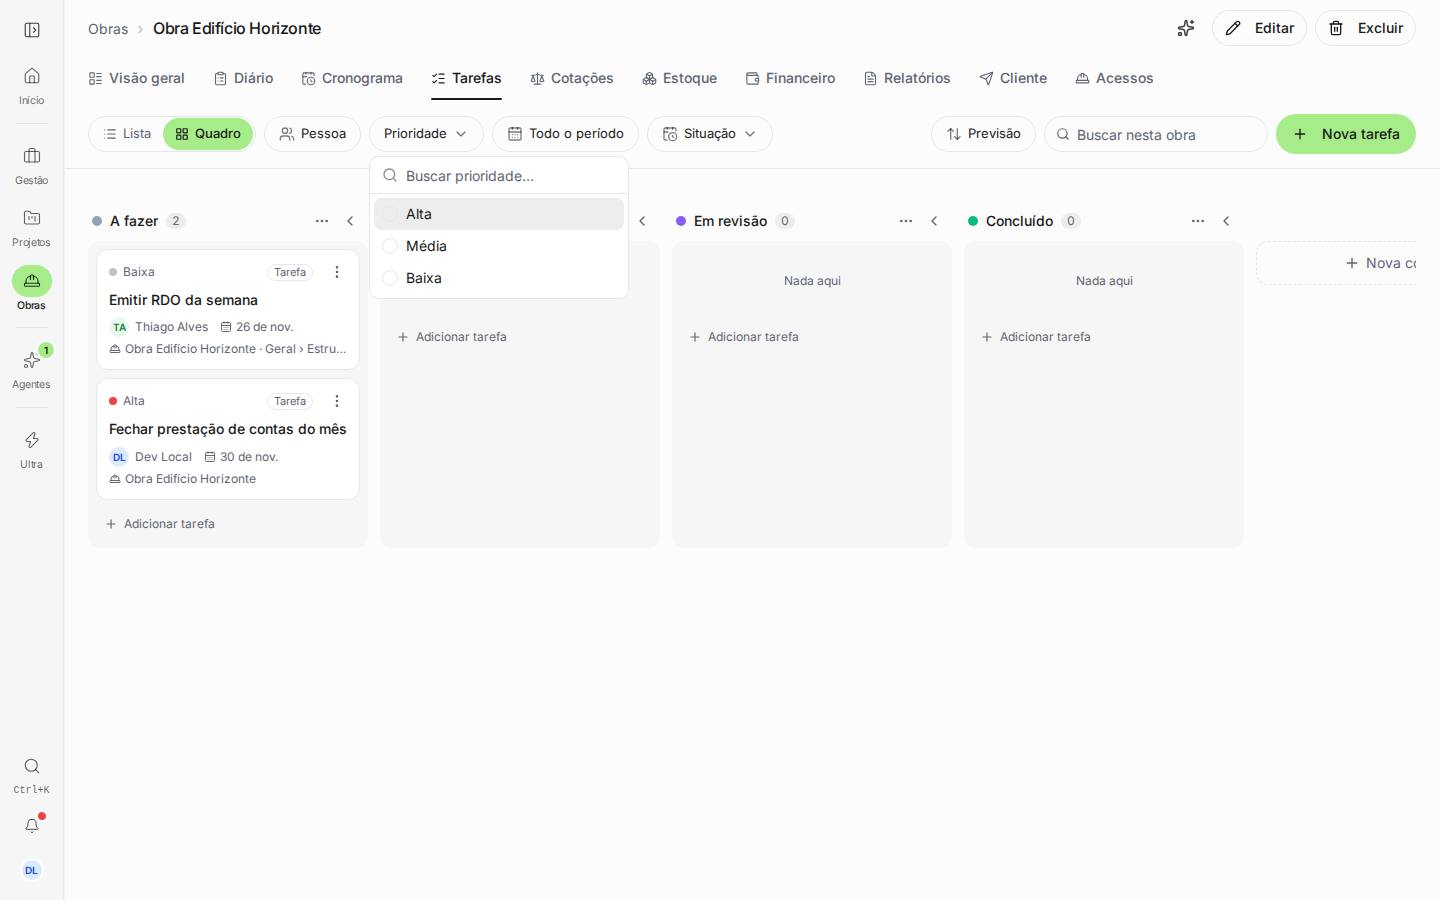 Obras › Obra Edifício Horizonte
Editar
Excluir
Início
Gestão
Projetos
Obras
1
Agentes
Ultra
Ctrl+K
DL
Visão geral
Diário
Cronograma
Tarefas
Cotações
Estoque
Financeiro
Relatórios
Cliente
Acessos
Lista
Quadro
Pessoa
Prioridade
Todo o período
Situação
Previsão
Buscar nesta obra
Nova tarefa
Buscar prioridade...
Alta
Média
Baixa
A fazer 2
Baixa
Tarefa
Emitir RDO da semana
TA Thiago Alves 26 de nov.
Obra Edifício Horizonte · Geral › Estru...
Alta
Tarefa
Fechar prestação de contas do mês
DL Dev Local 30 de nov.
Obra Edifício Horizonte
Adicionar tarefa
Adicionar tarefa
Em revisão 0
Nada aqui
Adicionar tarefa
Concluído 0
Nada aqui
Adicionar tarefa
Nova